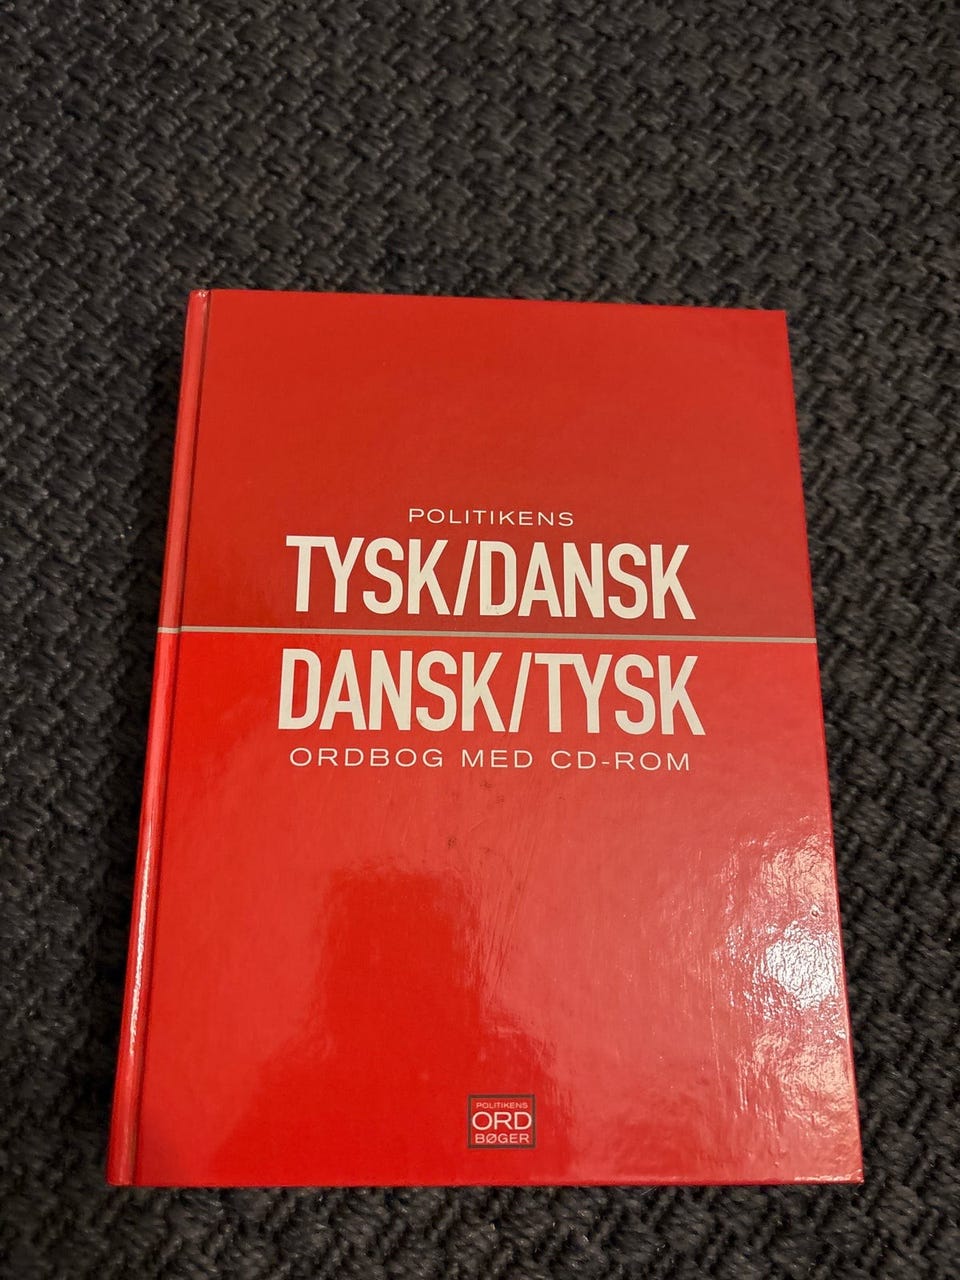 POLITIKENS
TYSK/DANSK
DANSK/TYSK
ORDBOG MED CD-ROM
POLITIKENS
ORD
BØGER